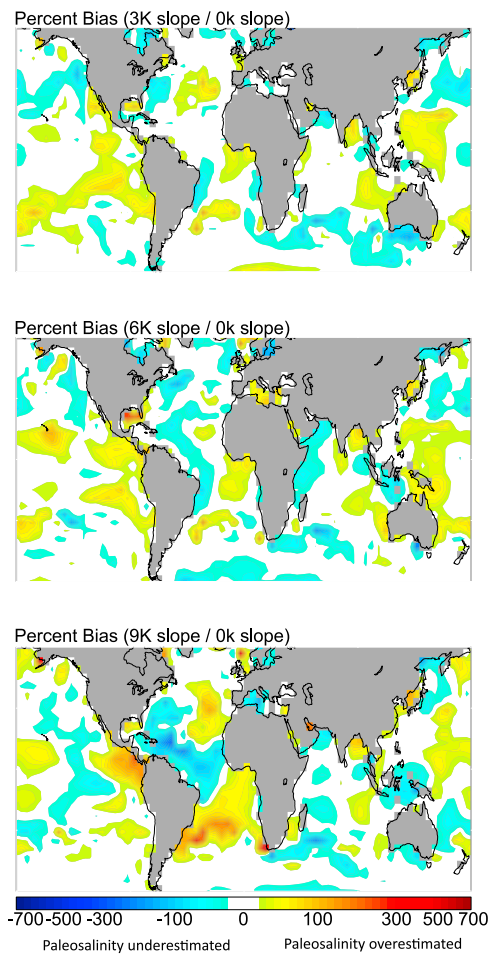 Percent Bias (3K slope / 0k slope)
Percent Bias (6K slope / 0k slope)
Percent Bias (9K slope / 0k slope)
-700 -500 -300 -100 0 100 300 500 700
Paleosalinity underestimated Paleosalinity overestimated